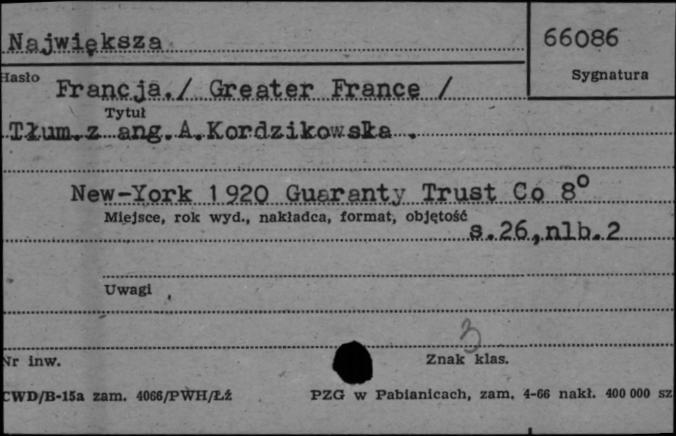 Największa
66086
Hasło
Sygnatura
Francja./ Greater France /
Tytuł
Tłum.z ang.A.Kordzikowska .
New-York 1920 Guaranty Trust Co 8°
Miejsce, rok wyd., nakładca, format, objętość
s.26,nlb.2
Uwagi
3
Nr inw.
Znak klas.
CWD/B-15a zam. 4066/PWH/Łź
PZG w Pabianicach, zam. 4-66 nakł. 400 000 sz